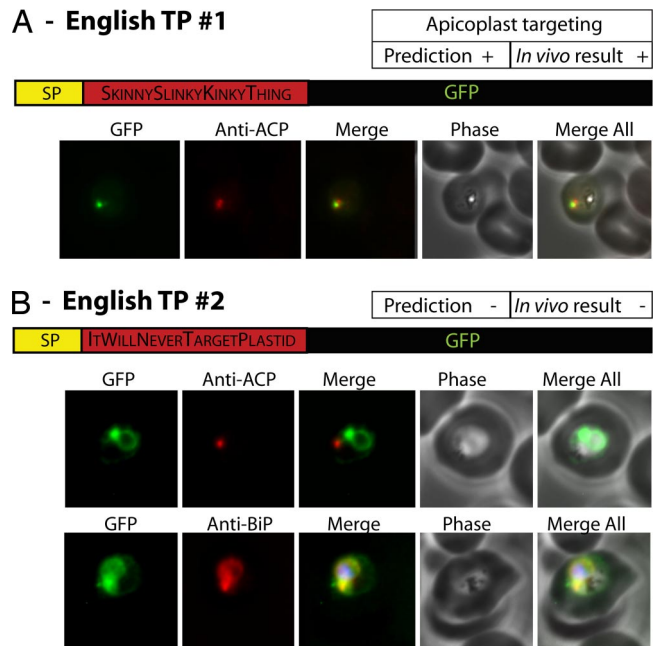 A - English TP #1
Apicoplast targeting
Prediction + In vivo result +
SP SKINNYSLINKYKINKYTHING GFP
GFP Anti-ACP Merge Phase Merge All
B - English TP #2
Prediction - In vivo result -
SP ITWILLNEVERTARGETPLASTID GFP
GFP Anti-ACP Merge Phase Merge All
GFP Anti-BiP Merge Phase Merge All